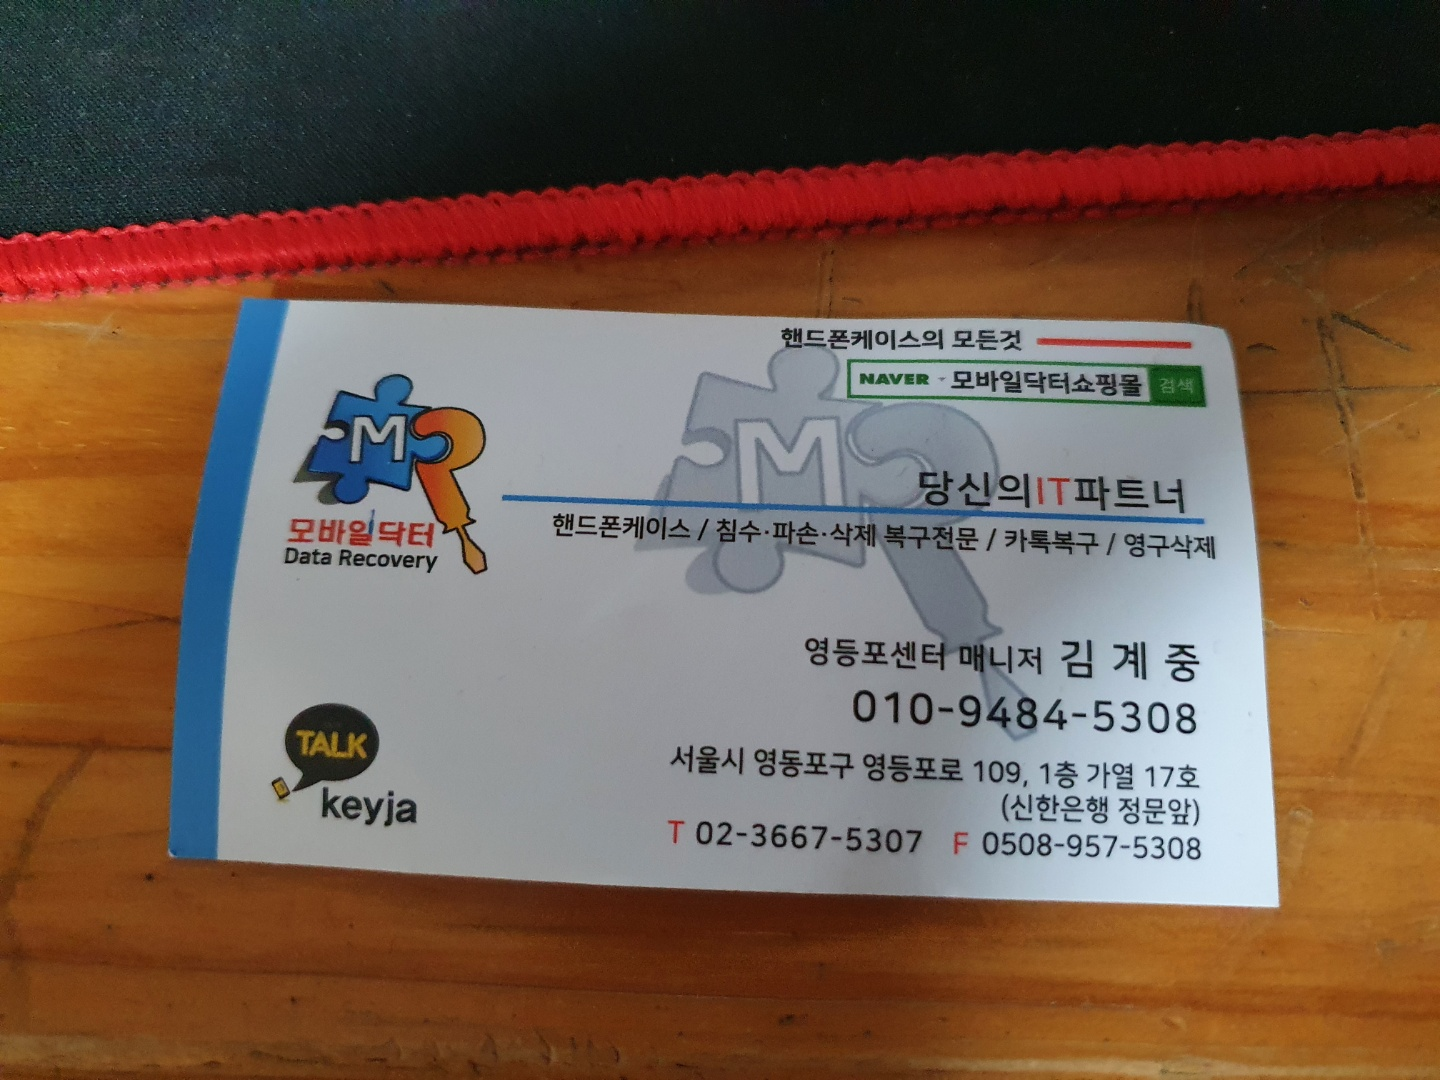 핸드폰케이스의 모든것
NAVER 모바일닥터쇼핑몰 검색
M
모바일닥터
Data Recovery
M
당신의IT파트너
핸드폰케이스 / 침수·파손·삭제 복구전문 / 카톡복구 / 영구삭제
영등포센터 매니저 김 계 중
010-9484-5308
서울시 영동포구 영등포로 109, 1층 가열 17호
(신한은행 정문앞)
T 02-3667-5307 F 0508-957-5308
TALK
keyja